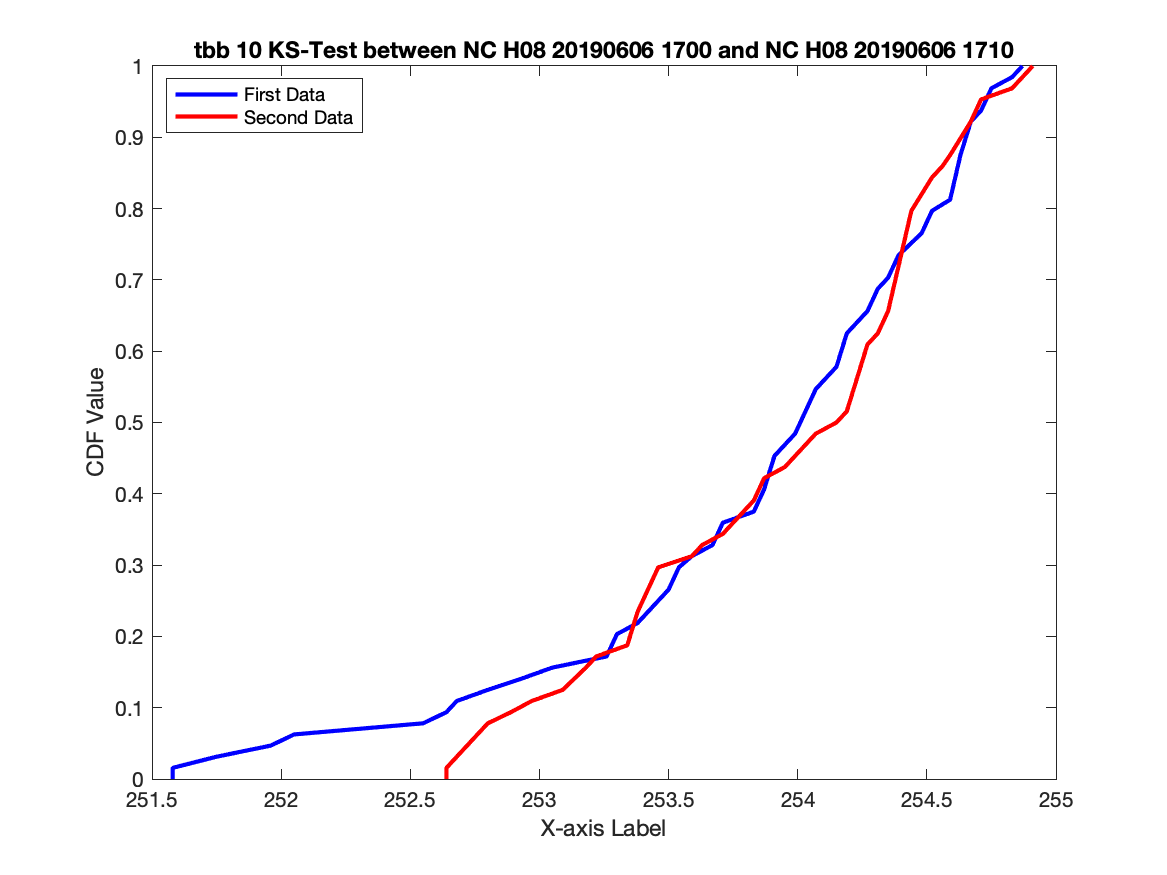 tbb 10 KS-Test between NC H08 20190606 1700 and NC H08 20190606 1710
First Data
Second Data
1
0.9
0.8
0.7
0.6
0.5
0.4
0.3
0.2
0.1
0
CDF Value
251.5 252 252.5 253 253.5 254 254.5 255
X-axis Label